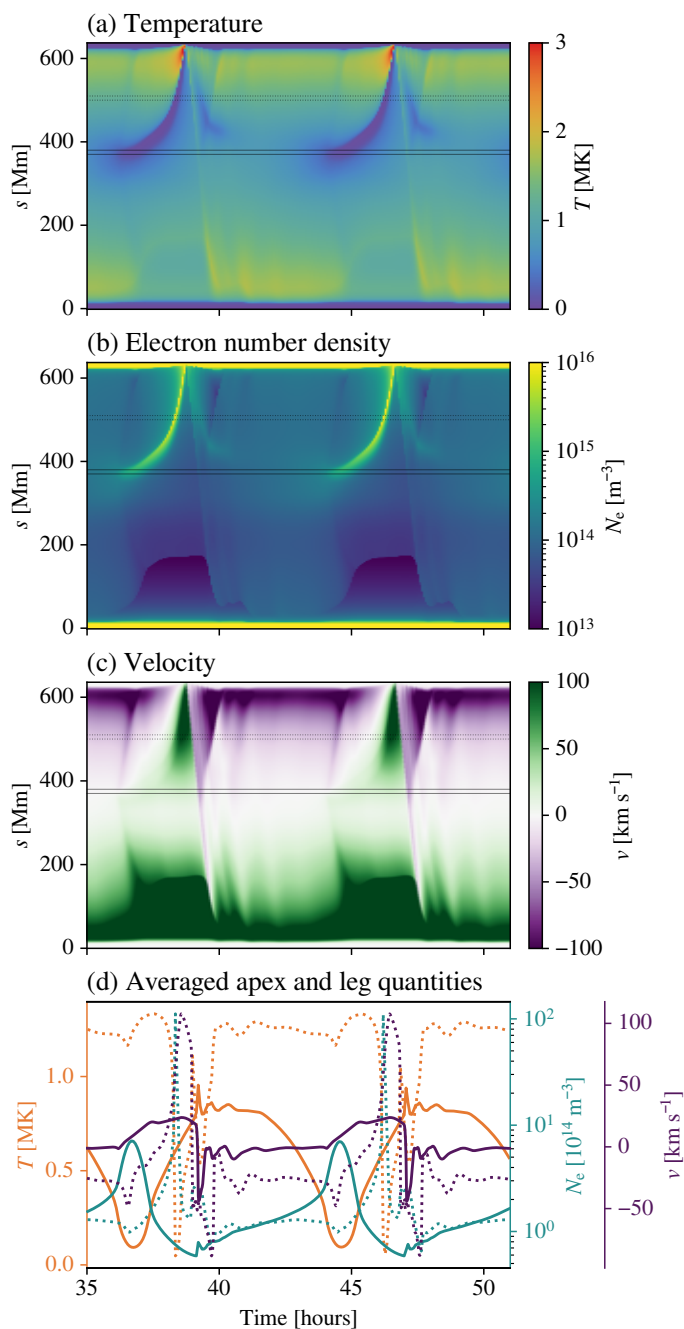 (a) Temperature
600
400
200
0
s [Mm]
3
2
1
0
T [MK]
(b) Electron number density
600
400
200
0
s [Mm]
10^16
10^15
10^14
10^13
N_e [m^−3]
(c) Velocity
600
400
200
0
s [Mm]
100
50
0
−50
−100
v [km s^−1]
(d) Averaged apex and leg quantities
1.0
0.5
0.0
T [MK]
10^2
10^1
10^0
N_e [10^14 m^−3]
100
50
0
−50
v [km s^−1]
35 40 45 50
Time [hours]